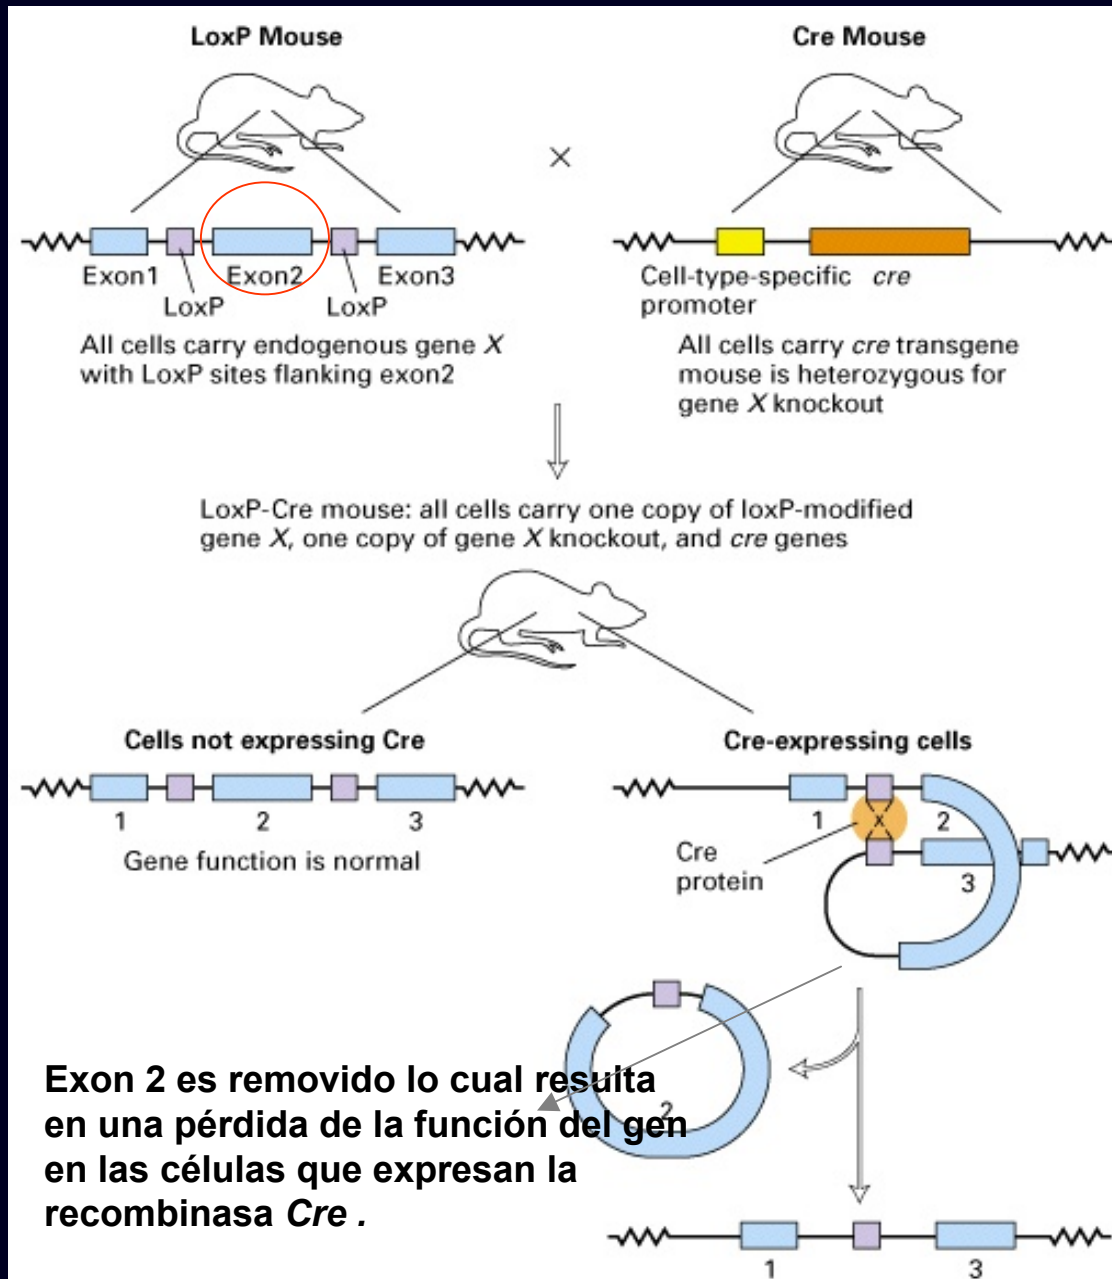 LoxP Mouse
Cre Mouse
×
Exon1
Exon2
Exon3
LoxP
LoxP
Cell-type-specific cre
promoter
All cells carry endogenous gene X
with LoxP sites flanking exon2
All cells carry cre transgene
mouse is heterozygous for
gene X knockout
LoxP-Cre mouse: all cells carry one copy of loxP-modified
gene X, one copy of gene X knockout, and cre genes
Cells not expressing Cre
1
2
3
Gene function is normal
Cre-expressing cells
1
2
x
Cre
protein
3
2
Exon 2 es removido lo cual resulta
en una pérdida de la función del gen
en las células que expresan la
recombinasa Cre .
1
3